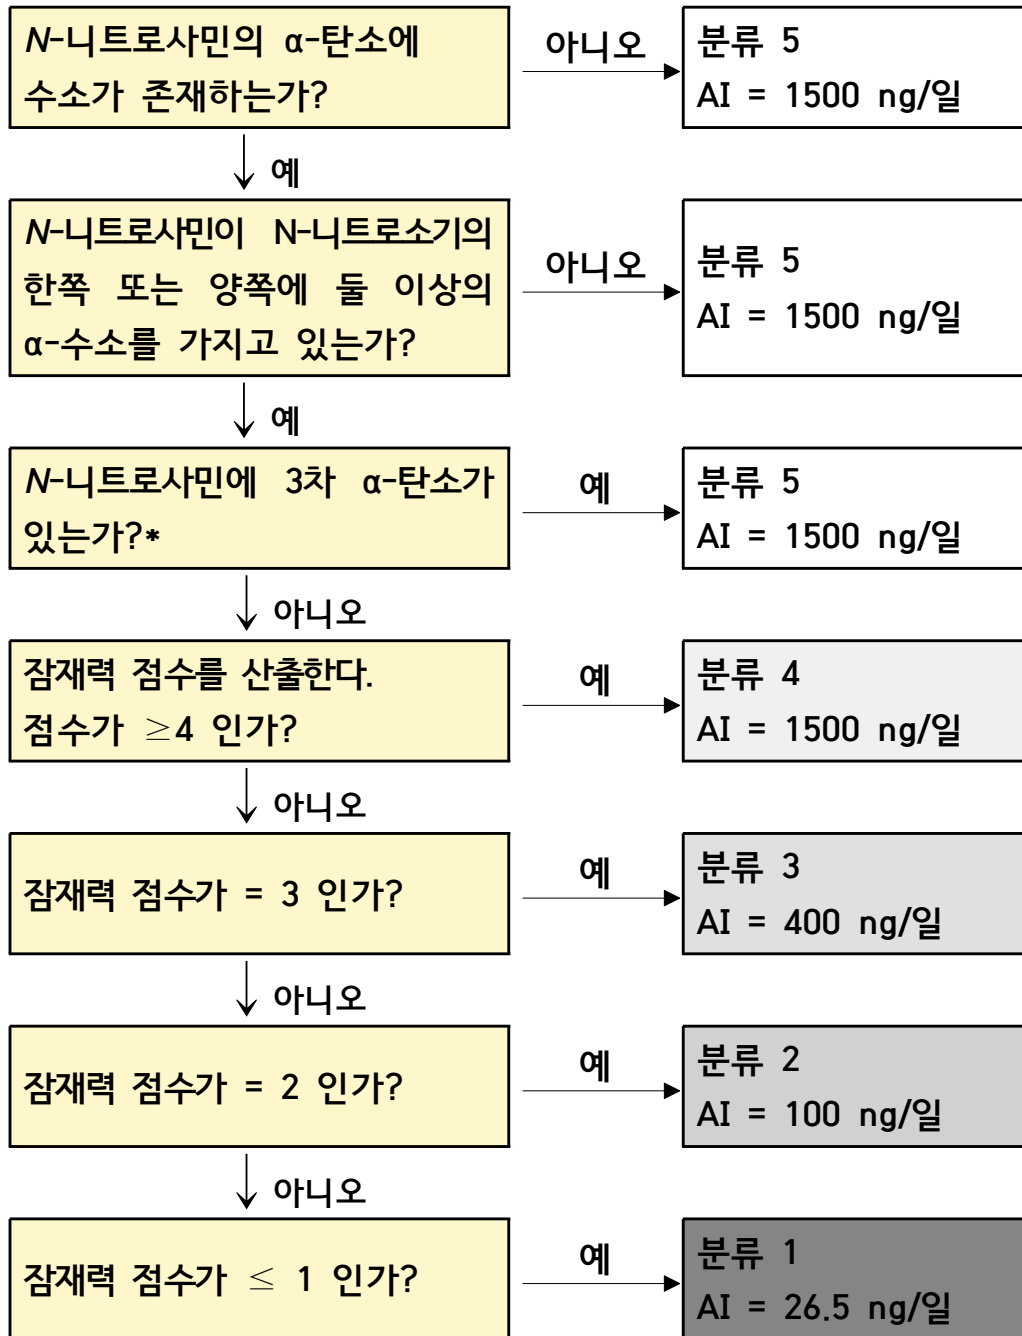 N-니트로사민의 α-탄소에
수소가 존재하는가?
아니오
분류 5
AI = 1500 ng/일
예
N-니트로사민이 N-니트로소기의
한쪽 또는 양쪽에 둘 이상의
α-수소를 가지고 있는가?
아니오
분류 5
AI = 1500 ng/일
예
N-니트로사민에 3차 α-탄소가
있는가?*
예
분류 5
AI = 1500 ng/일
아니오
잠재력 점수를 산출한다.
점수가 ≥4 인가?
예
분류 4
AI = 1500 ng/일
아니오
잠재력 점수가 = 3 인가?
예
분류 3
AI = 400 ng/일
아니오
잠재력 점수가 = 2 인가?
예
분류 2
AI = 100 ng/일
아니오
잠재력 점수가 ≤ 1 인가?
예
분류 1
AI = 26.5 ng/일